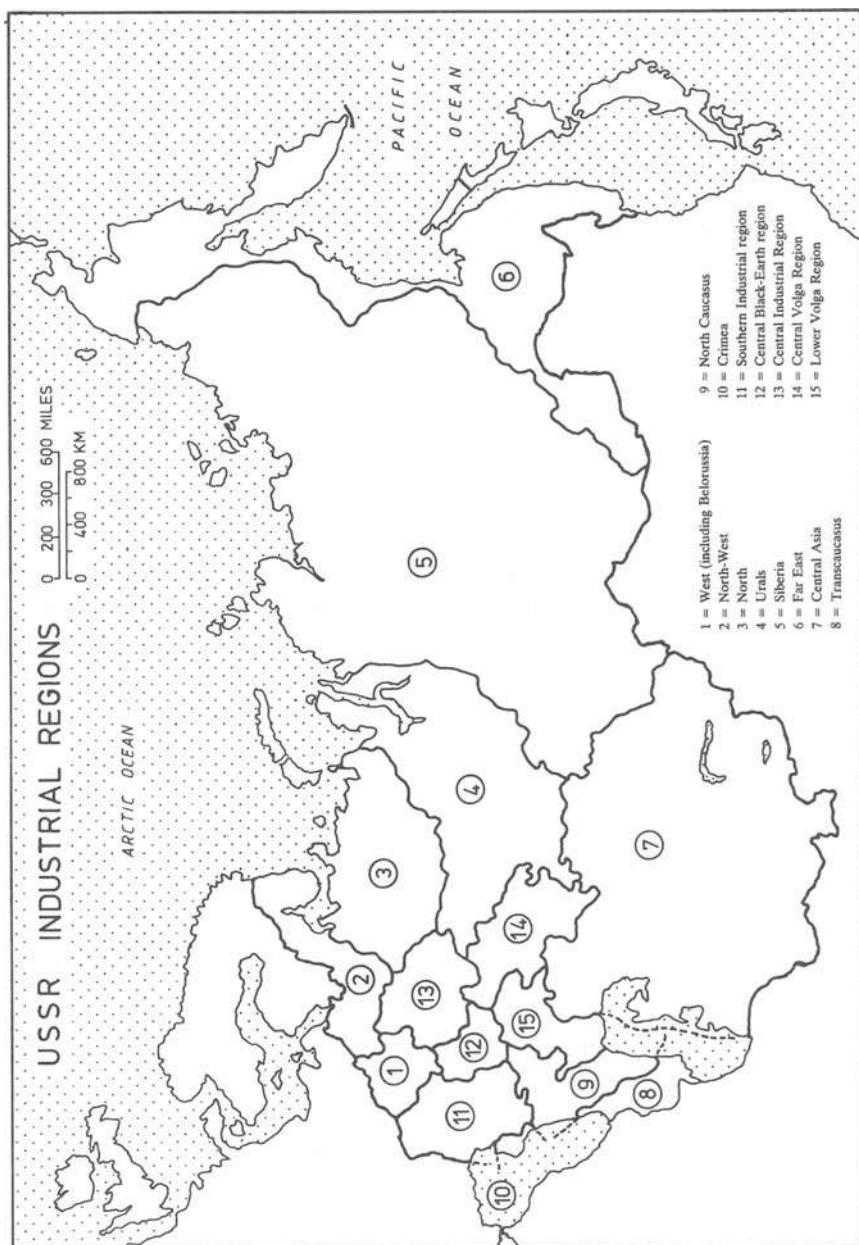 USSR INDUSTRIAL REGIONS
0 200 300 600 MILES
0 400 800 KM
ARCTIC OCEAN
PACIFIC
OCEAN
1
2
3
4
5
6
7
8
9
10
11
12
13
14
15
1 = West (including Belorussia)
2 = North-West
3 = North
4 = Urals
5 = Siberia
6 = Far East
7 = Central Asia
8 = Transcaucasus
9 = North Caucasus
10 = Crimea
11 = Southern Industrial region
12 = Central Black-Earth region
13 = Central Industrial Region
14 = Central Volga Region
15 = Lower Volga Region